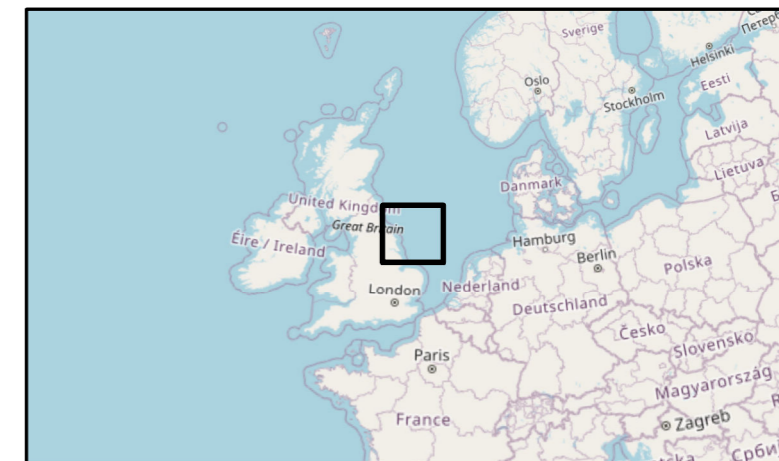 Sverige
Петер
Helsinki
Oslo
Eesti
Stockholm
Latvija
Lietuva
Danmark
United Kingdom
Great Britain
Éire / Ireland
Hamburg
Berlin
Polska
London
Nederland
Deutschland
Česko
Slovensko
Paris
Magyarország
France
Zagreb